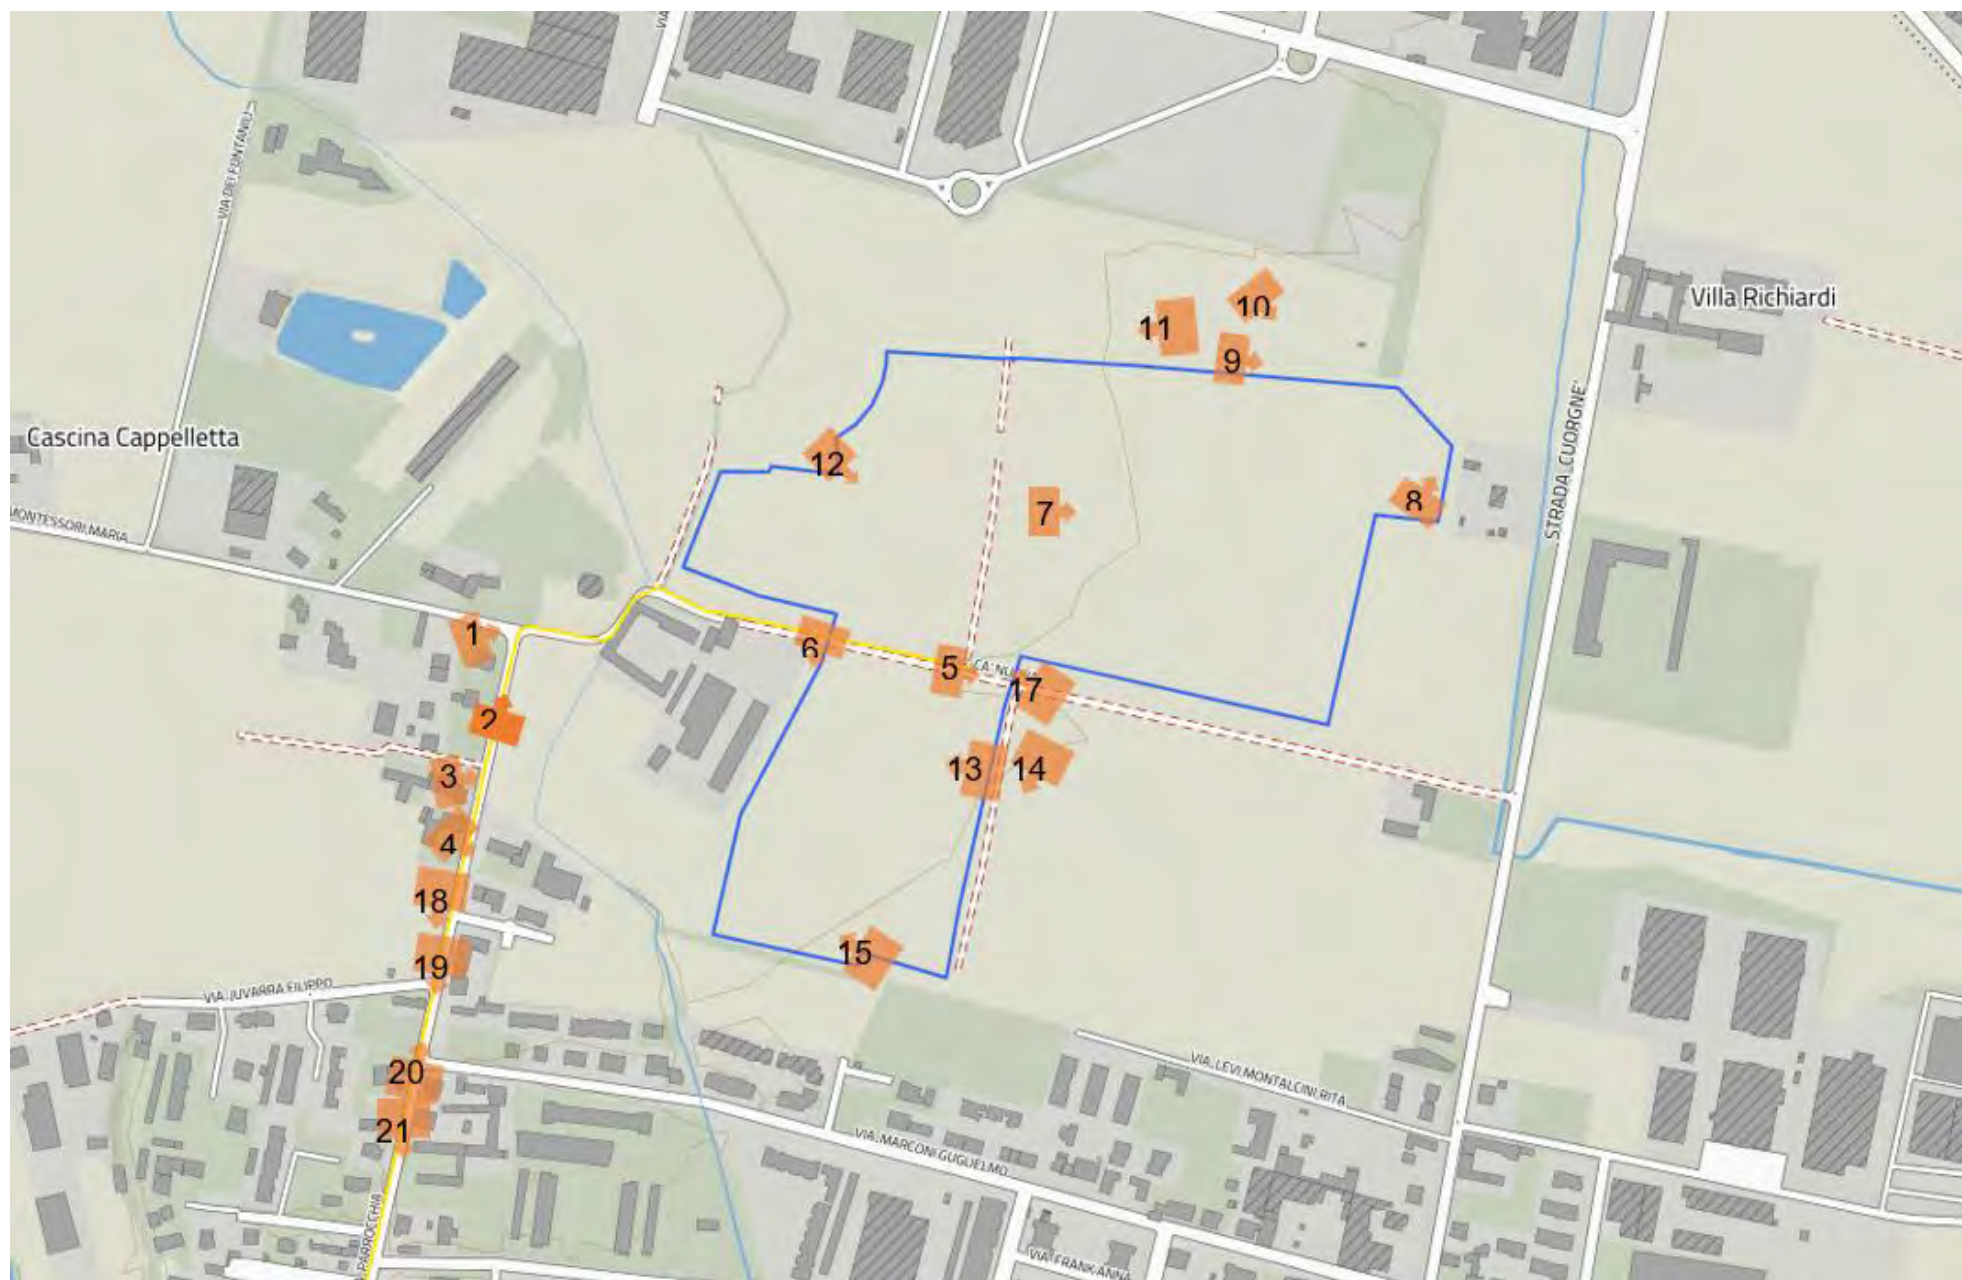 VIA
VIA DEI FONTANILI
Villa Richiardi
10
11
9
STRADA CUORGNE'
Cascina Cappelletta
12
8
7
MONTESSORI MARIA
1
6
5
17
2
13
14
3
4
18
15
19
VIA JUVARRA FILIPPO
20
VIA LEVI MONTALCINI RITA
21
VIA MARCONI GUGLIELMO
PARROCCHIA
VIA FRANK ANNA